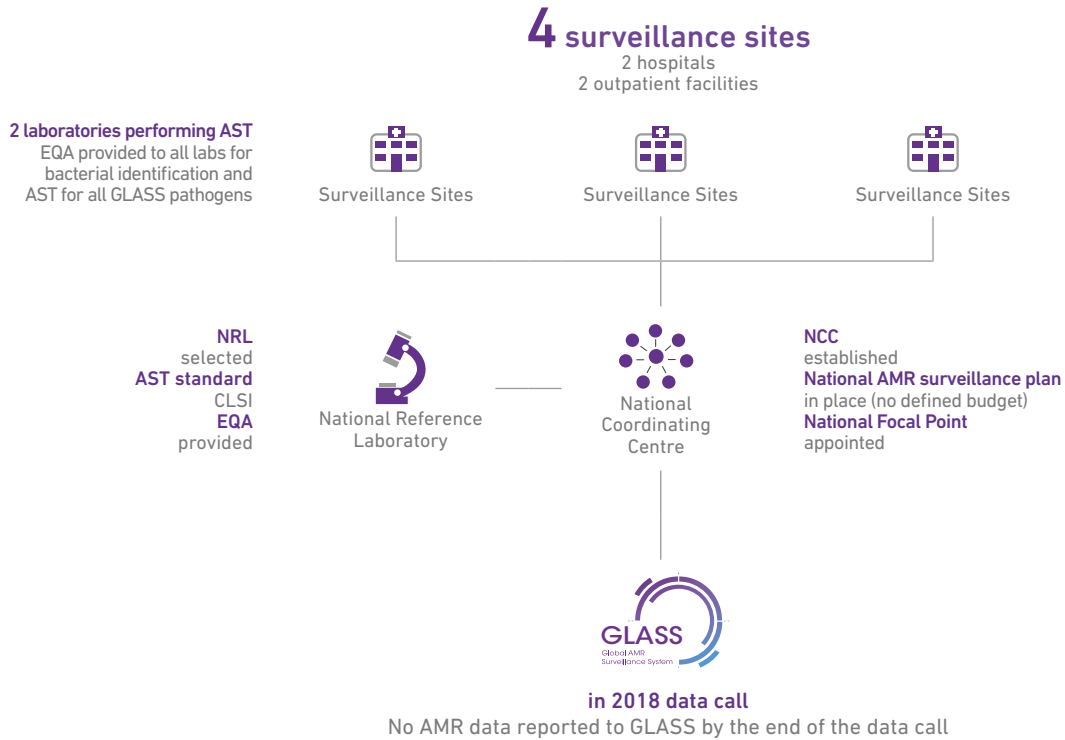 4 surveillance sites
2 hospitals
2 outpatient facilities
2 laboratories performing AST
EQA provided to all labs for
bacterial identification and
AST for all GLASS pathogens
Surveillance Sites
Surveillance Sites
Surveillance Sites
NRL
selected
AST standard
CLSI
EQA
provided
National Reference
Laboratory
National
Coordinating
Centre
NCC
established
National AMR surveillance plan
in place (no defined budget)
National Focal Point
appointed
GLASS
Global AMR
Surveillance System
in 2018 data call
No AMR data reported to GLASS by the end of the data call